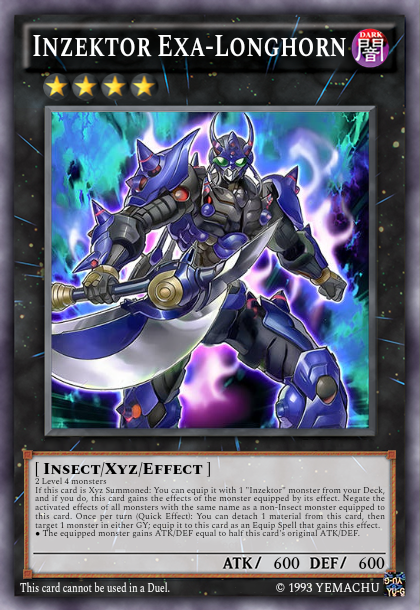 INZEKTOR EXA-LONGHORN
DARK
闇
[ INSECT/XYZ/EFFECT ]
2 Level 4 monsters
If this card is Xyz Summoned: You can equip it with 1 "Inzektor" monster from your Deck,
and if you do, this card gains the effects of the monster equipped by its effect. Negate the
activated effects of all monsters with the same name as a non-Insect monster equipped to
this card. Once per turn (Quick Effect): You can detach 1 material from this card, then
target 1 monster in either GY; equip it to this card as an Equip Spell that gains this effect.
● The equipped monster gains ATK/DEF equal to half this card's original ATK/DEF.
ATK/ 600 DEF/ 600
This card cannot be used in a Duel.
© 1993 YEMACHU